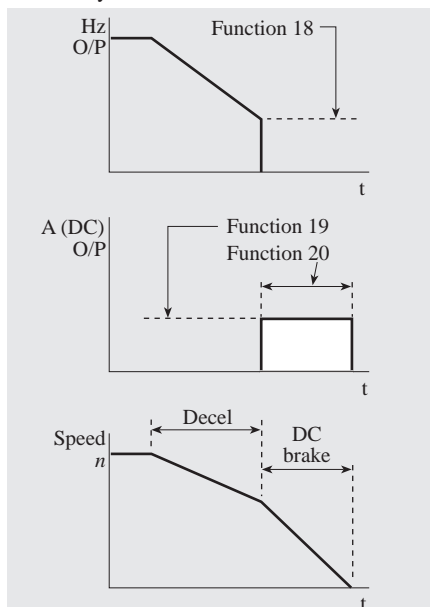 Hz
O/P
Function 18
t
A (DC)
O/P
Function 19
Function 20
t
Decel
Speed
n
DC
brake
t